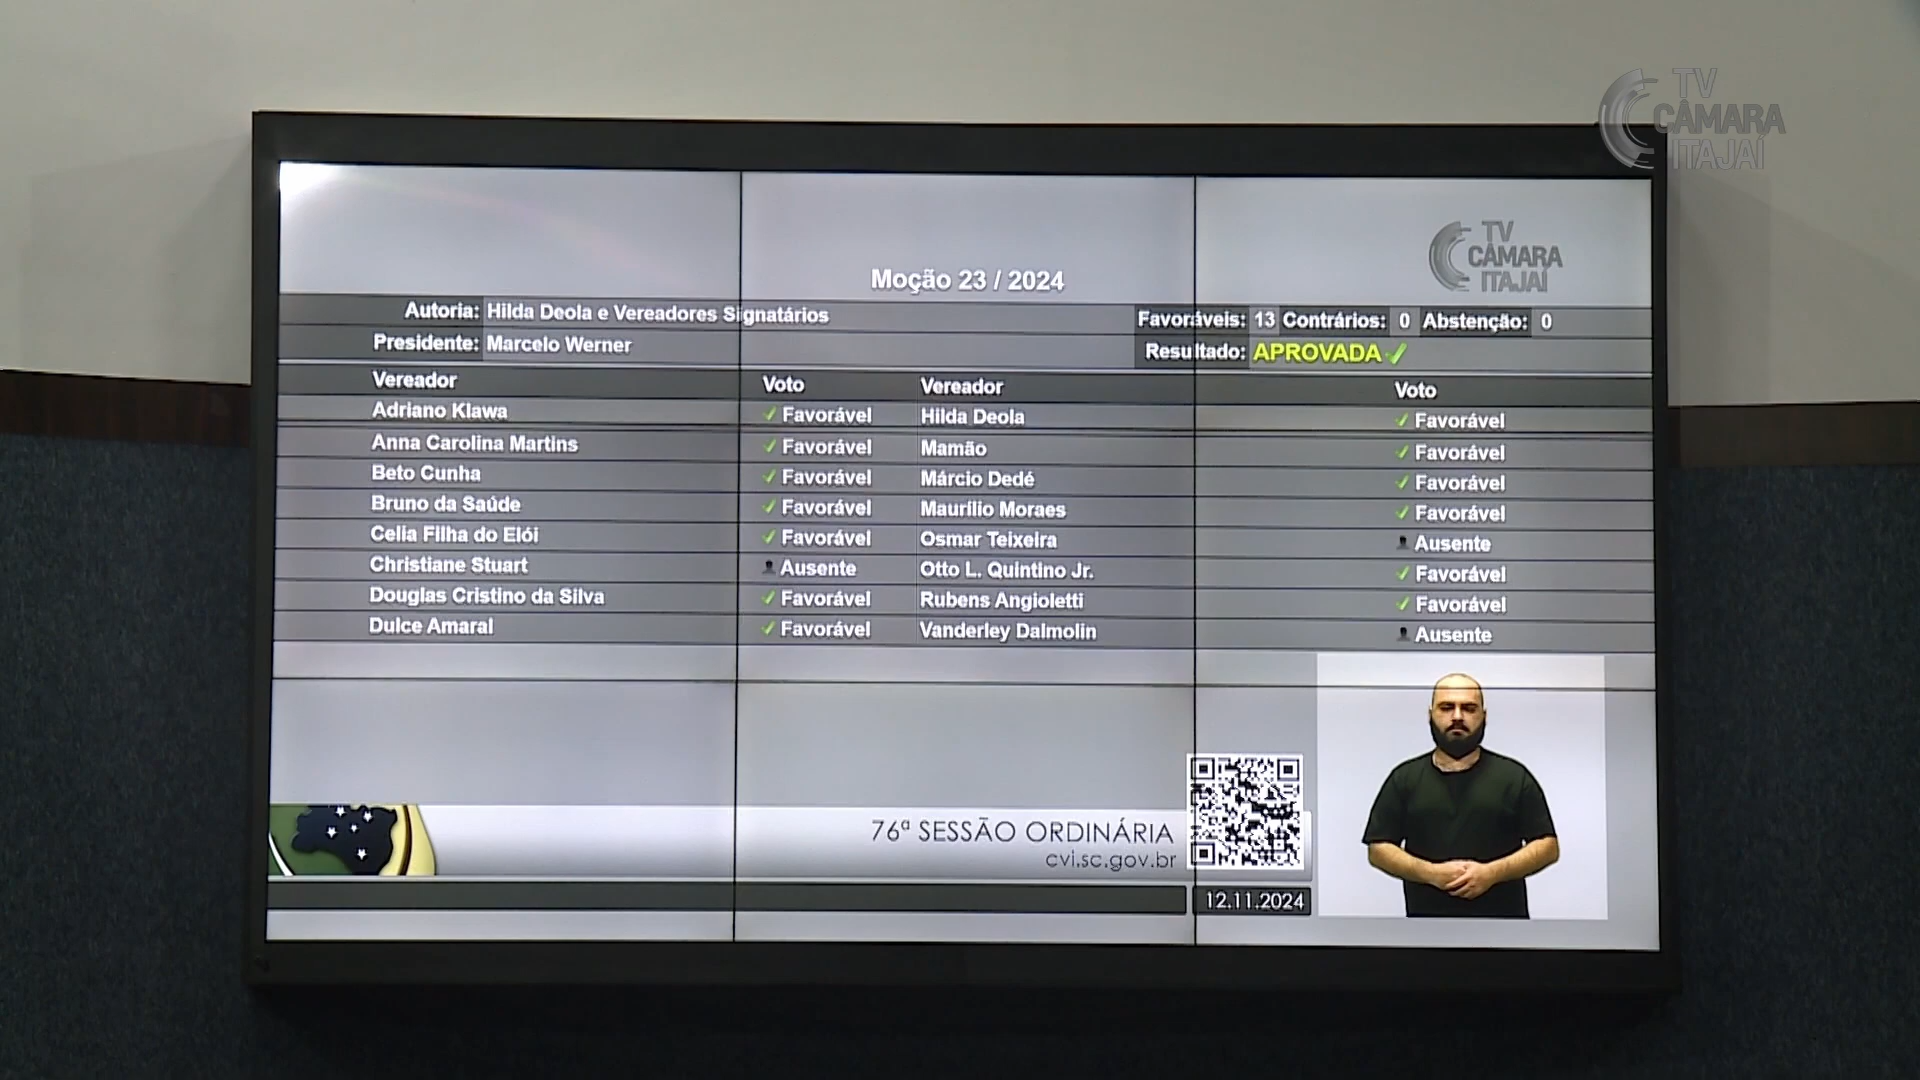 TV
CÂMARA
ITAJAÍ
TV
CÂMARA
ITAJAÍ
Moção 23 / 2024
Autoria: Hilda Deola e Vereadores Signatários
Favoráveis: 13 Contrários: 0 Abstenção: 0
Presidente: Marcelo Werner
Resultado: APROVADA
Vereador Voto Vereador Voto
Adriano Klawa Favorável Hilda Deola Favorável
Anna Carolina Martins Favorável Mamão Favorável
Beto Cunha Favorável Márcio Dedé Favorável
Bruno da Saúde Favorável Maurílio Moraes Favorável
Celia Filha do Elói Favorável Osmar Teixeira Ausente
Christiane Stuart Ausente Otto L. Quintino Jr. Favorável
Douglas Cristino da Silva Favorável Rubens Angioletti Favorável
Dulce Amaral Favorável Vanderley Dalmolin Ausente
76ª SESSÃO ORDINÁRIA
cvi.sc.gov.br
12.11.2024